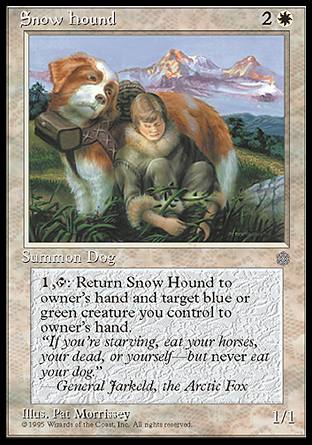 Snow Hound 2
Summon Dog
1, : Return Snow Hound to
owner's hand and target blue or
green creature you control to
owner's hand.
"If you're starving, eat your horses,
your dead, or yourself—but never eat
your dog."
—General Jarkeld, the Arctic Fox
Illus. Pat Morrissey 1/1
©1995 Wizards of the Coast, Inc. All rights reserved.